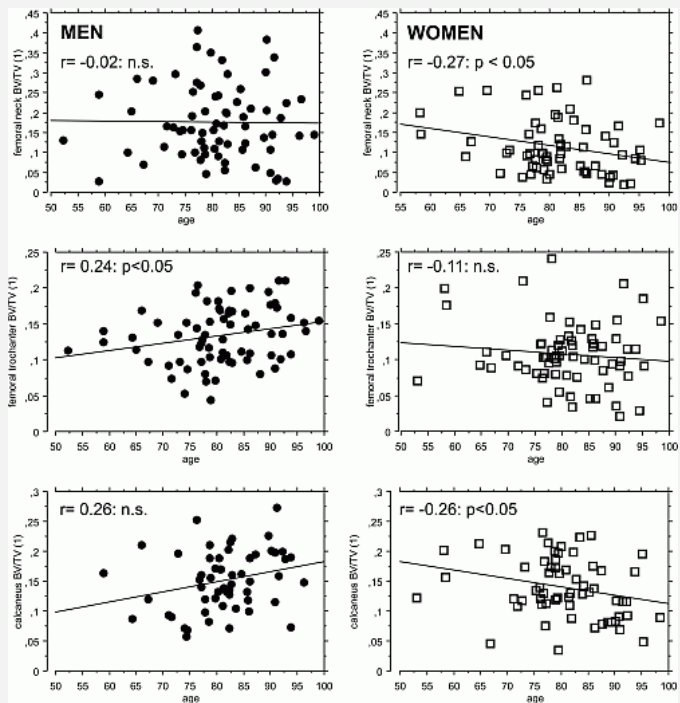 MEN
r= -0.02: n.s.
femoral neck BV/TV (1)
,45
,4
,35
,3
,25
,2
,15
,1
,05
0
50 55 60 65 70 75 80 85 90 95 100
age
WOMEN
r= -0.27: p < 0.05
femoral neck BV/TV (1)
,45
,4
,35
,3
,25
,2
,15
,1
,05
0
55 60 65 70 75 80 85 90 95 100
age
r= 0.24: p<0.05
femoral trochanter BV/TV (1)
,25
,2
,15
,1
,05
0
50 55 60 65 70 75 80 85 90 95 100
age
r= -0.11: n.s.
femoral trochanter BV/TV (1)
,25
,2
,15
,1
,05
0
50 55 60 65 70 75 80 85 90 95 100
age
r= 0.26: n.s.
calcaneus BV/TV (1)
,3
,25
,2
,15
,1
,05
0
50 55 60 65 70 75 80 85 90 95 100
age
r= -0.26: p<0.05
calcaneus BV/TV (1)
,3
,25
,2
,15
,1
,05
0
50 55 60 65 70 75 80 85 90 95 100
age